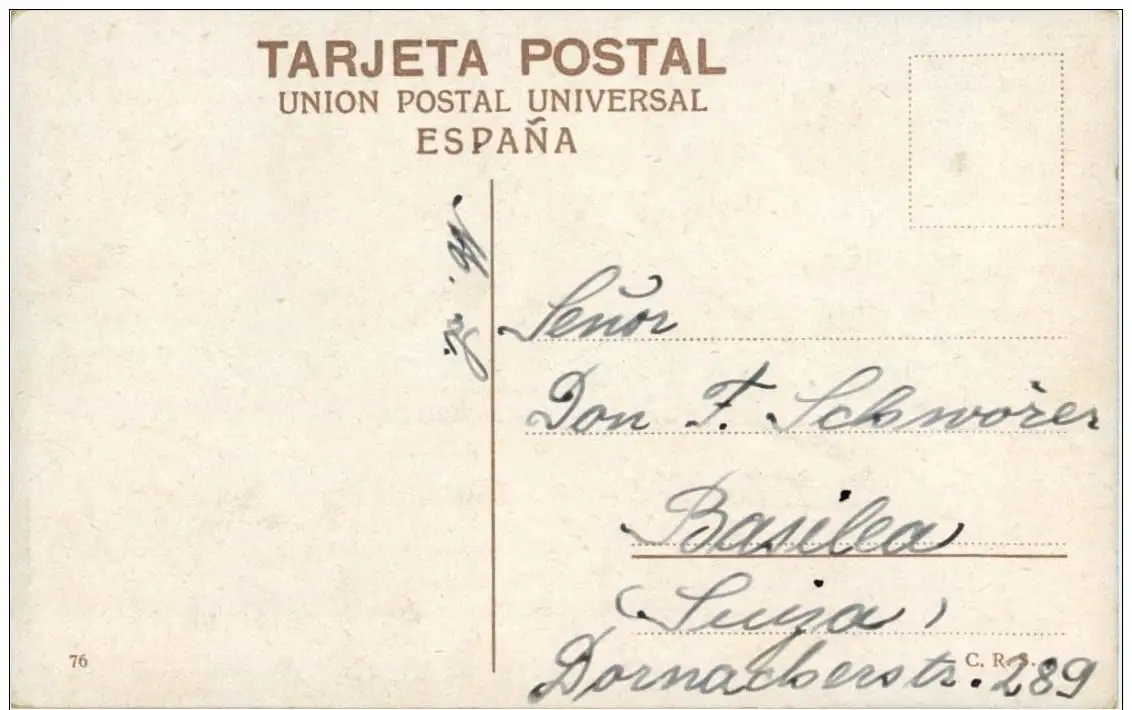 TARJETA POSTAL
UNION POSTAL UNIVERSAL
ESPAÑA
Señor
Don F. Schwörer
Basilea
(Suiza)
Dornacherstr. 289
76
C. R. S.